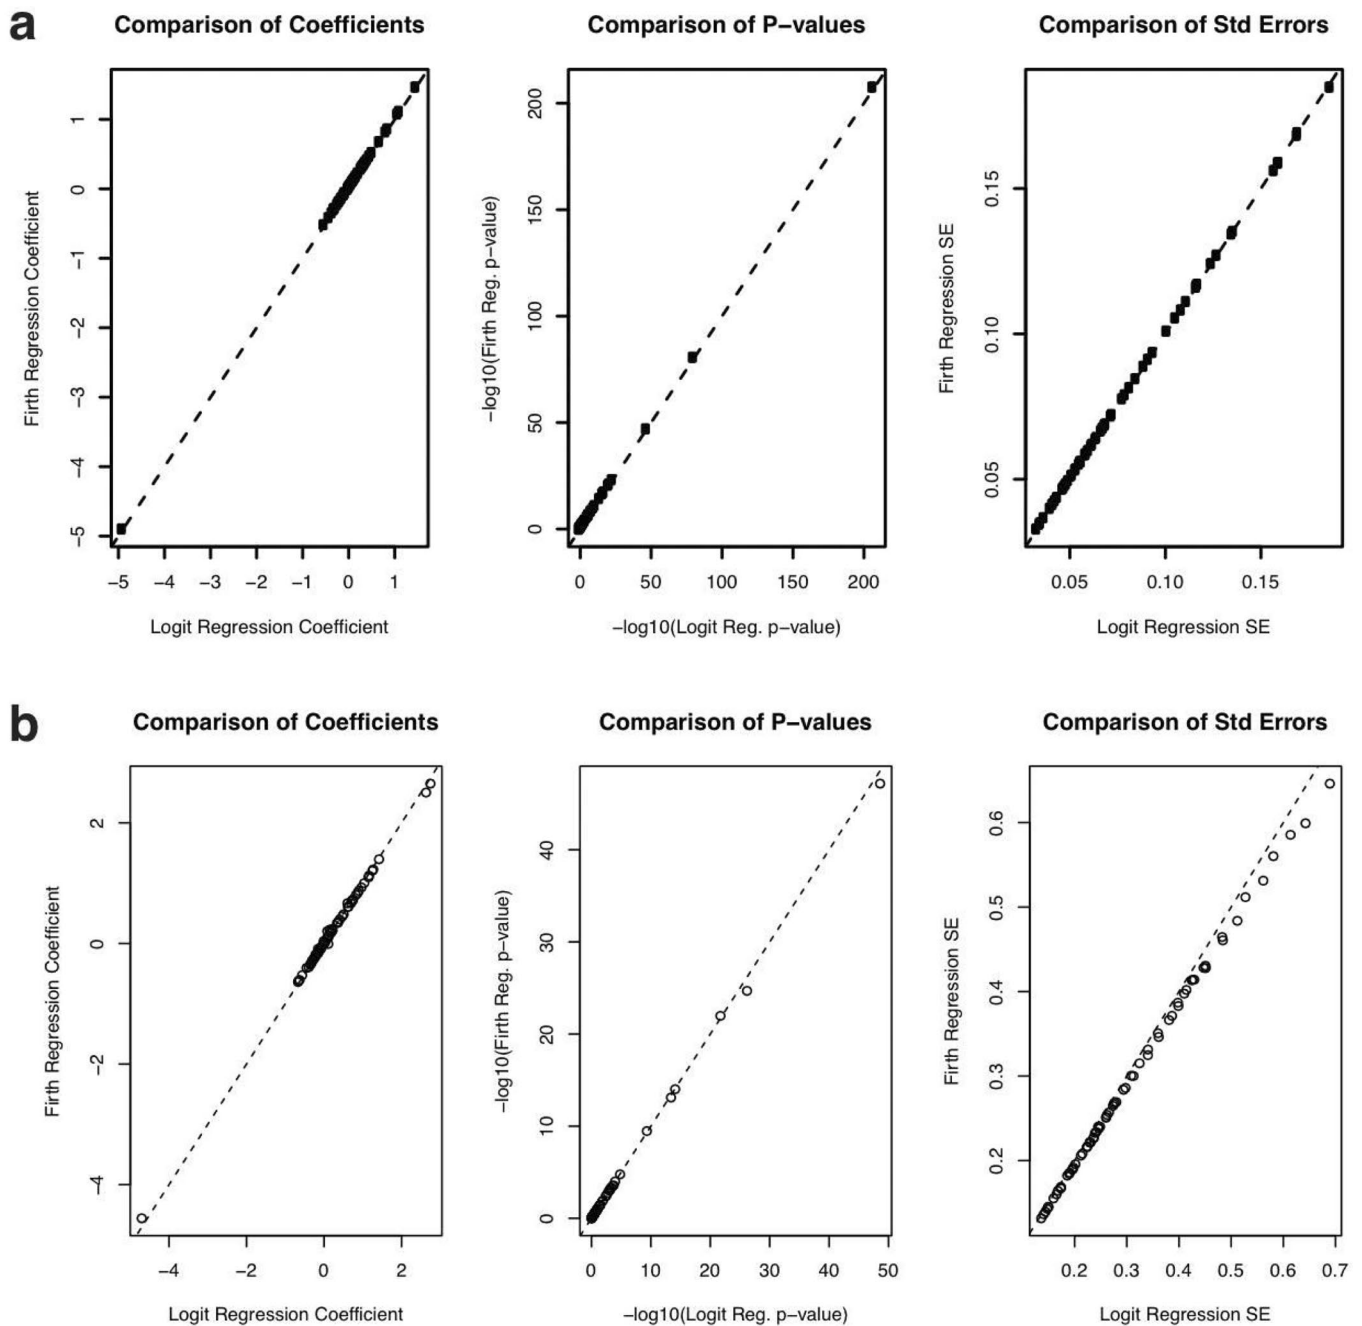 a
Comparison of Coefficients
Firth Regression Coefficient
1
0
−1
−2
−3
−4
−5
−5 −4 −3 −2 −1 0 1
Logit Regression Coefficient
Comparison of P−values
−log10(Firth Reg. p−value)
200
150
100
50
0
0 50 100 150 200
−log10(Logit Reg. p−value)
Comparison of Std Errors
Firth Regression SE
0.15
0.10
0.05
0.05 0.10 0.15
Logit Regression SE
b
Comparison of Coefficients
Firth Regression Coefficient
2
0
−2
−4
−4 −2 0 2
Logit Regression Coefficient
Comparison of P−values
−log10(Firth Reg. p−value)
40
30
20
10
0
0 10 20 30 40 50
−log10(Logit Reg. p−value)
Comparison of Std Errors
Firth Regression SE
0.6
0.5
0.4
0.3
0.2
0.2 0.3 0.4 0.5 0.6 0.7
Logit Regression SE